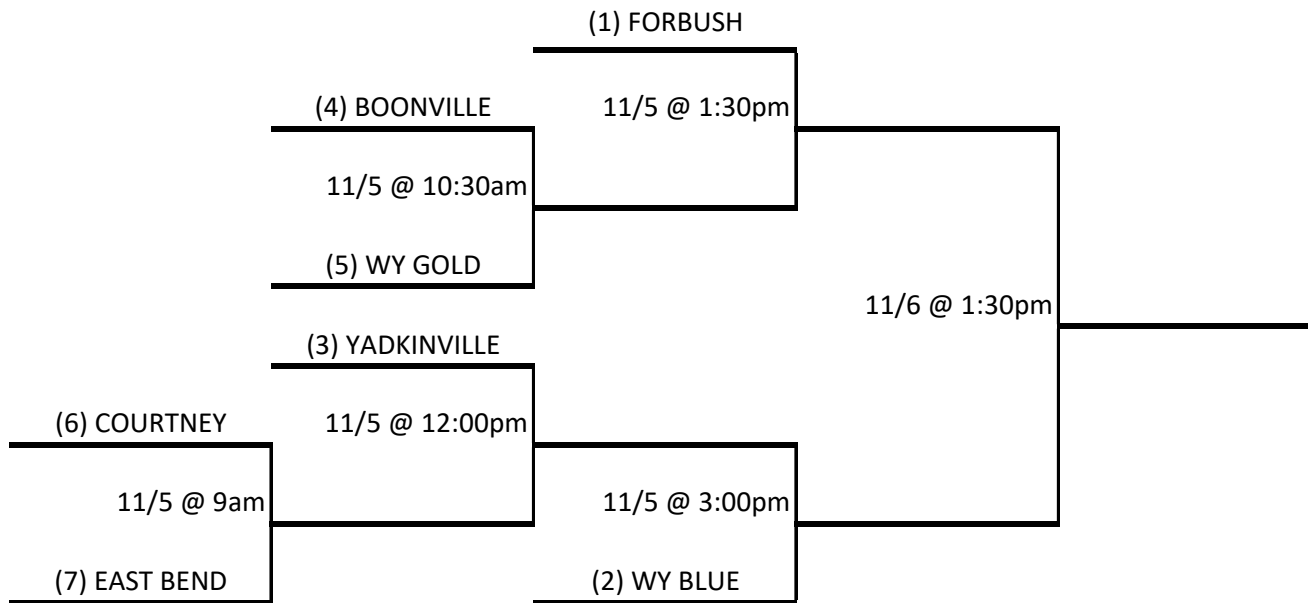 (1) FORBUSH
(4) BOONVILLE
11/5 @ 1:30pm
11/5 @ 10:30am
(5) WY GOLD
11/6 @ 1:30pm
(3) YADKINVILLE
(6) COURTNEY
11/5 @ 12:00pm
11/5 @ 9am
11/5 @ 3:00pm
(7) EAST BEND
(2) WY BLUE